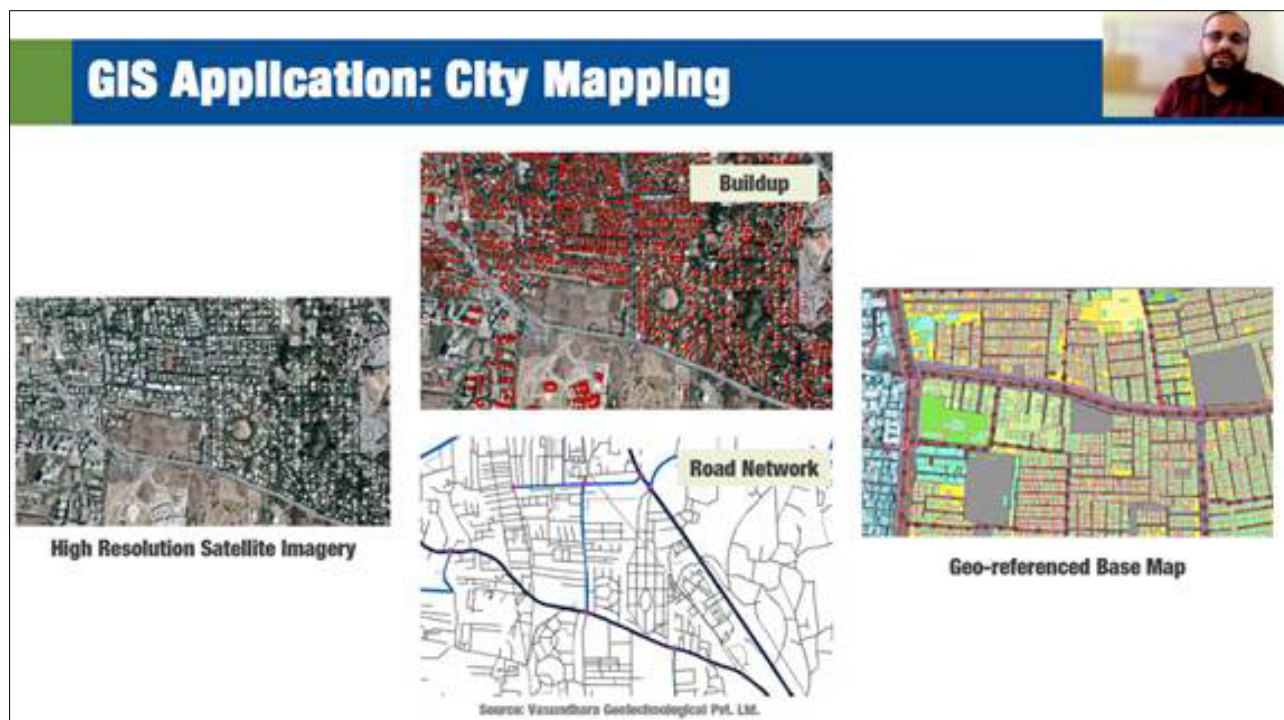 GIS Application: City Mapping
Buildup
High Resolution Satellite Imagery
Road Network
Geo-referenced Base Map
Source: Vasundhara Geotechnological Pvt. LTd.